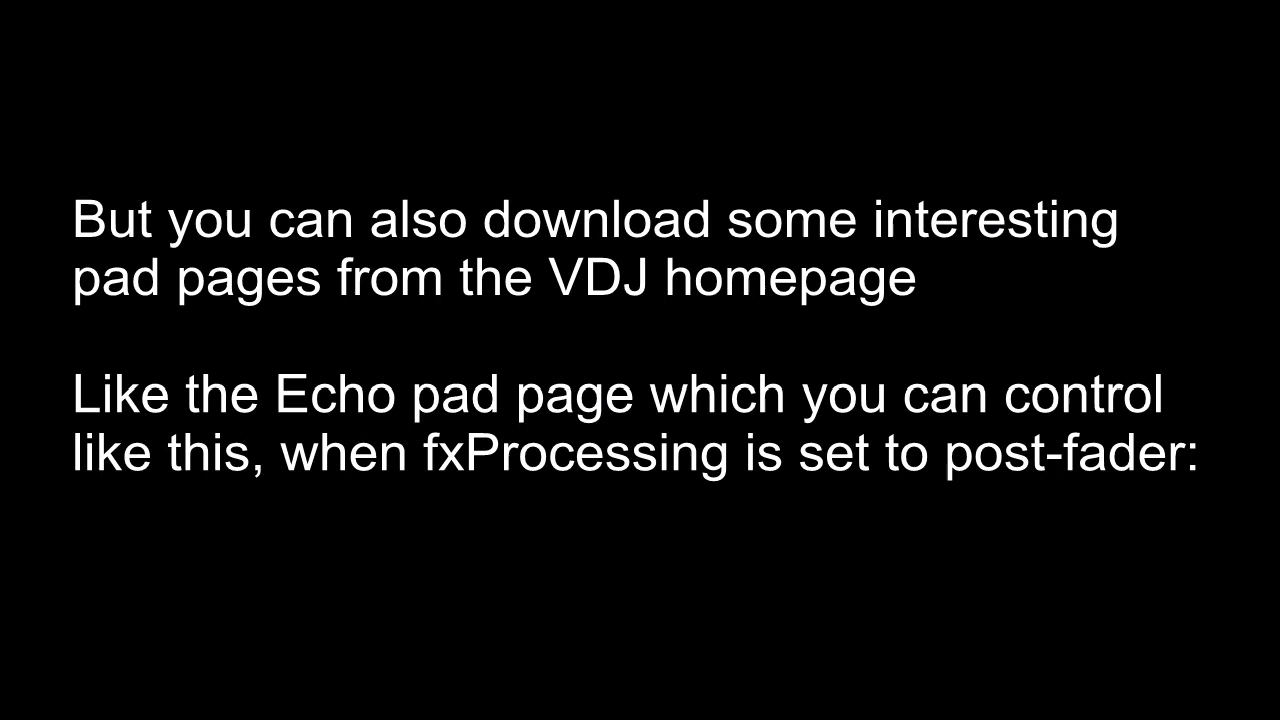 But you can also download some interesting
pad pages from the VDJ homepage
Like the Echo pad page which you can control
like this, when fxProcessing is set to post-fader: